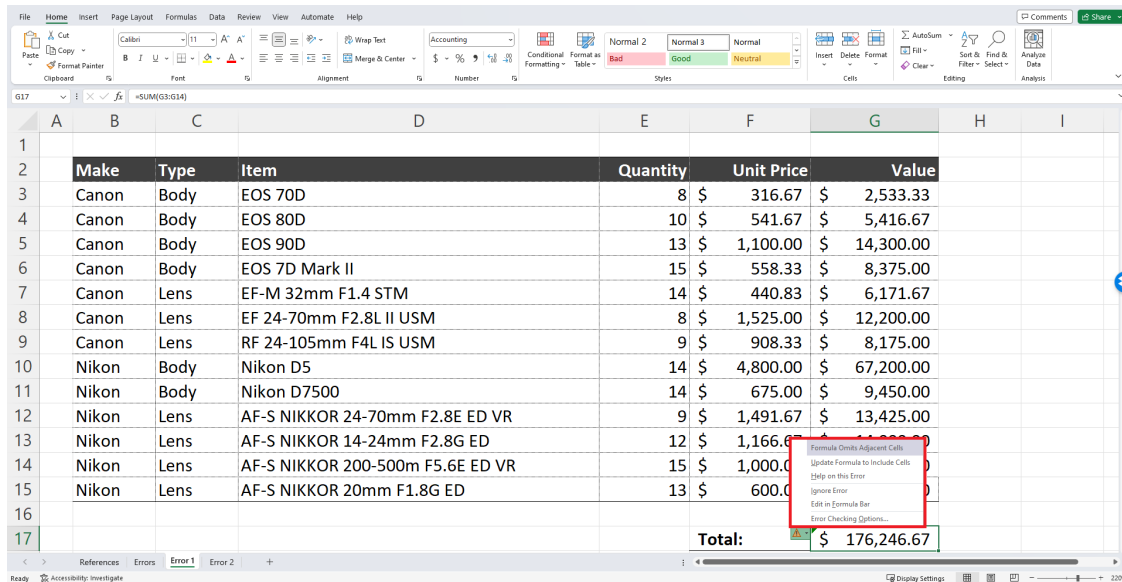 File Home Insert Page Layout Formulas Data Review View Automate Help Comments Share
Paste Cut Copy Format Painter Clipboard
Calibri 11 A A B I U A Font
Wrap Text Merge & Center Alignment
Accounting $ % Number
Conditional Formatting Format as Table Normal 2 Normal 3 Normal Bad Good Neutral Styles
Insert Delete Format Cells
AutoSum Fill Clear Sort & Filter Find & Select Editing
Analyze Data Analysis
G17 fx =SUM(G3:G14)
A B C D E F G H I
1
2 Make Type Item Quantity Unit Price Value
3 Canon Body EOS 70D 8 $ 316.67 $ 2,533.33
4 Canon Body EOS 80D 10 $ 541.67 $ 5,416.67
5 Canon Body EOS 90D 13 $ 1,100.00 $ 14,300.00
6 Canon Body EOS 7D Mark II 15 $ 558.33 $ 8,375.00
7 Canon Lens EF-M 32mm F1.4 STM 14 $ 440.83 $ 6,171.67
8 Canon Lens EF 24-70mm F2.8L II USM 8 $ 1,525.00 $ 12,200.00
9 Canon Lens RF 24-105mm F4L IS USM 9 $ 908.33 $ 8,175.00
10 Nikon Body Nikon D5 14 $ 4,800.00 $ 67,200.00
11 Nikon Body Nikon D7500 14 $ 675.00 $ 9,450.00
12 Nikon Lens AF-S NIKKOR 24-70mm F2.8E ED VR 9 $ 1,491.67 $ 13,425.00
13 Nikon Lens AF-S NIKKOR 14-24mm F2.8G ED 12 $
14 Nikon Lens AF-S NIKKOR 200-500m F5.6E ED VR 15 $
15 Nikon Lens AF-S NIKKOR 20mm F1.8G ED 13 $
Formula Omits Adjacent Cells
Update Formula to Include Cells
Help on this Error
Ignore Error
Edit in Formula Bar
Error Checking Options...
16
17 Total: $ 176,246.67
References Errors Error 1 Error 2 +
Ready Accessibility: Investigate Display Settings